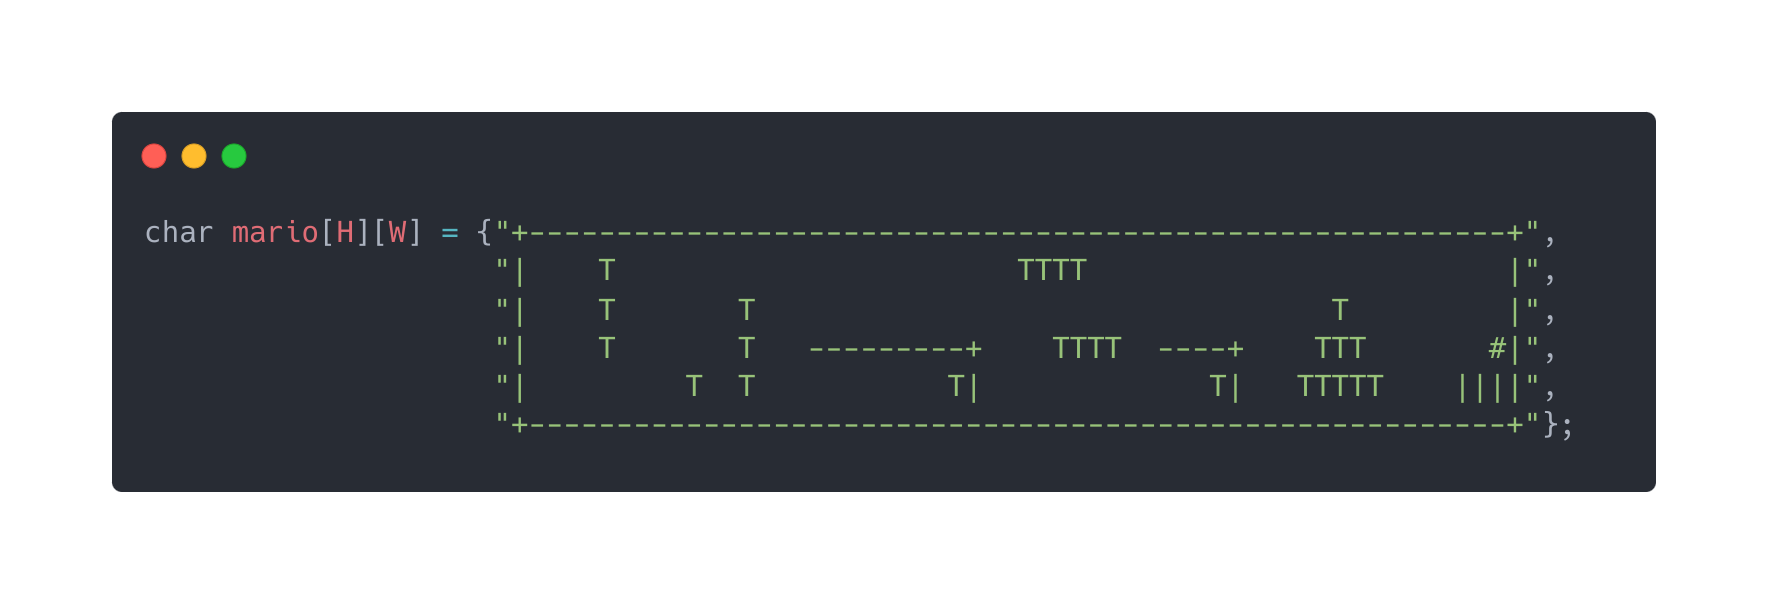 char mario[H][W] = {"+--------------------------------------------------------+",
                    "|    T                       TTTT                        |",
                    "|    T       T                                 T         |",
                    "|    T       T   ---------+    TTTT  ----+    TTT       #|",
                    "|         T  T           T|             T|   TTTTT    ||||",
                    "+--------------------------------------------------------+"};